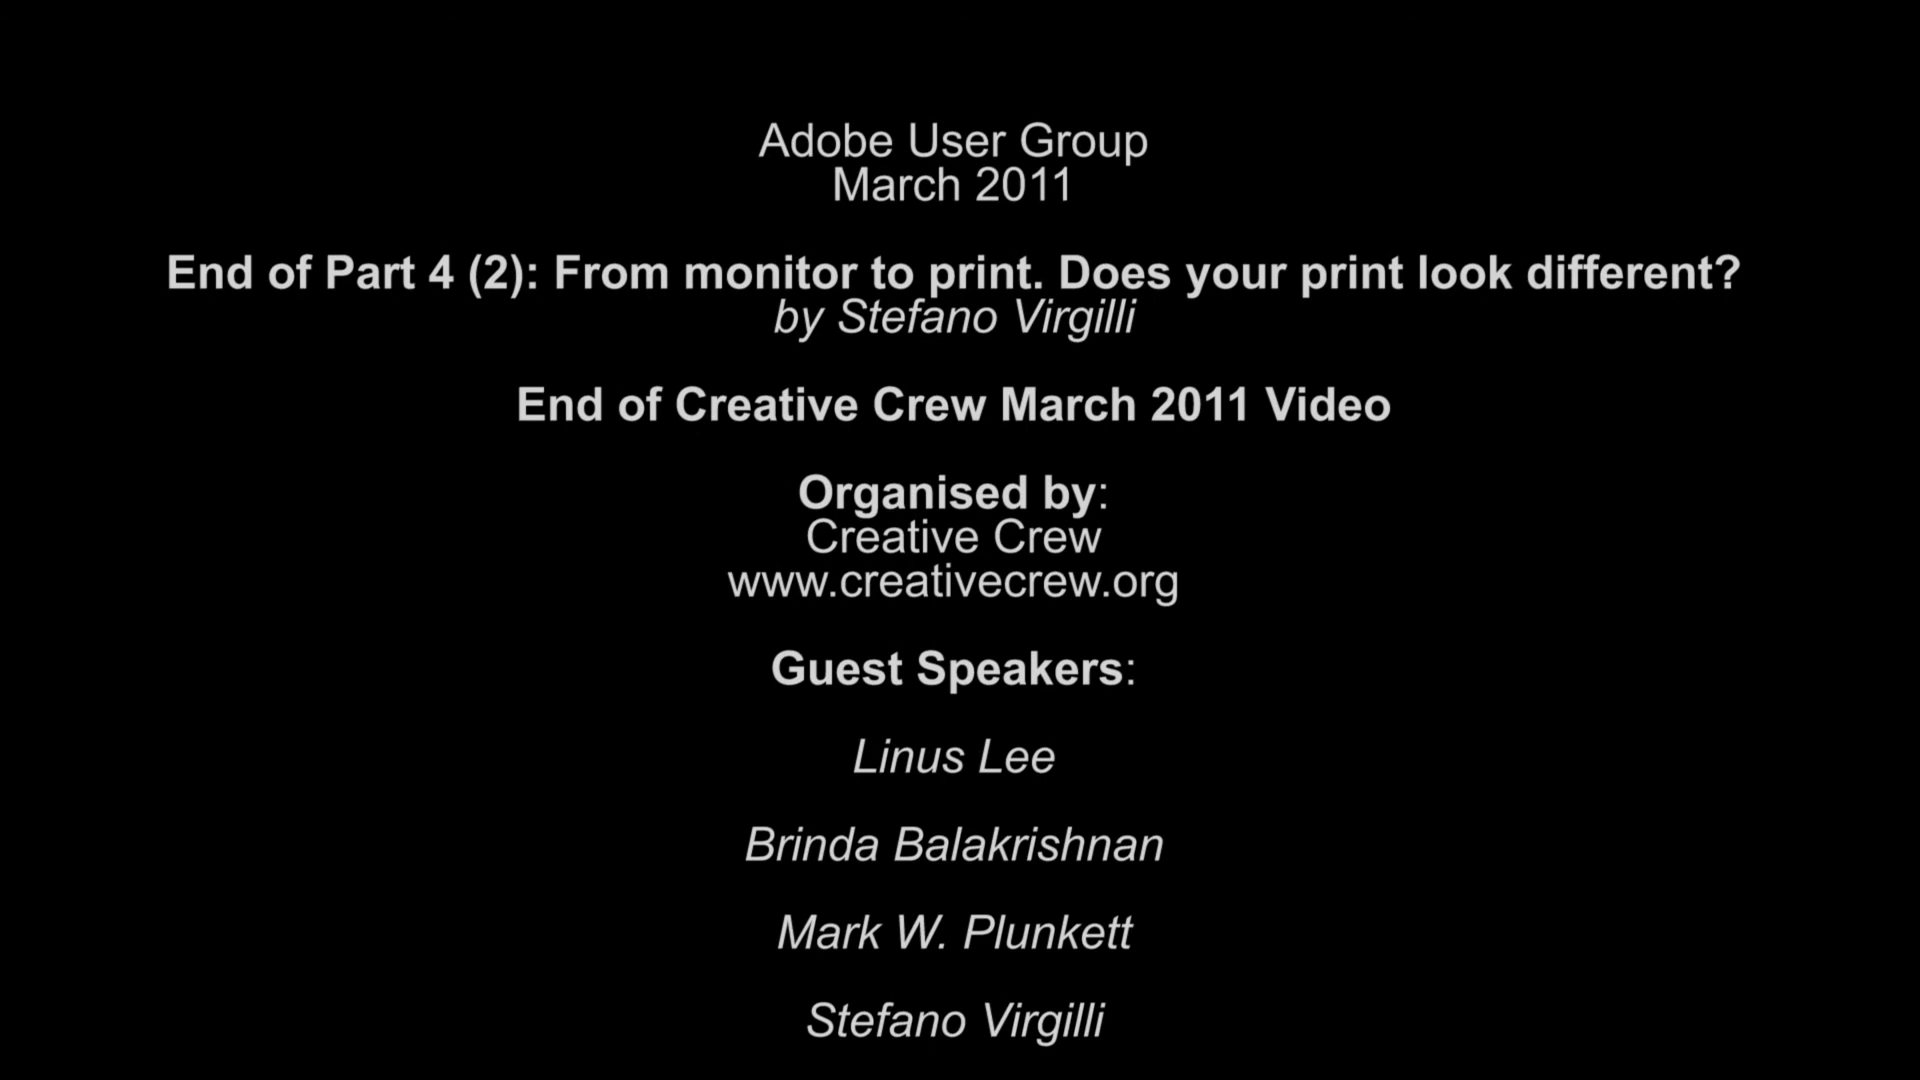 Adobe User Group
March 2011
End of Part 4 (2): From monitor to print. Does your print look different?
by Stefano Virgilli
End of Creative Crew March 2011 Video
Organised by:
Creative Crew
www.creativecrew.org
Guest Speakers:
Linus Lee
Brinda Balakrishnan
Mark W. Plunkett
Stefano Virgilli